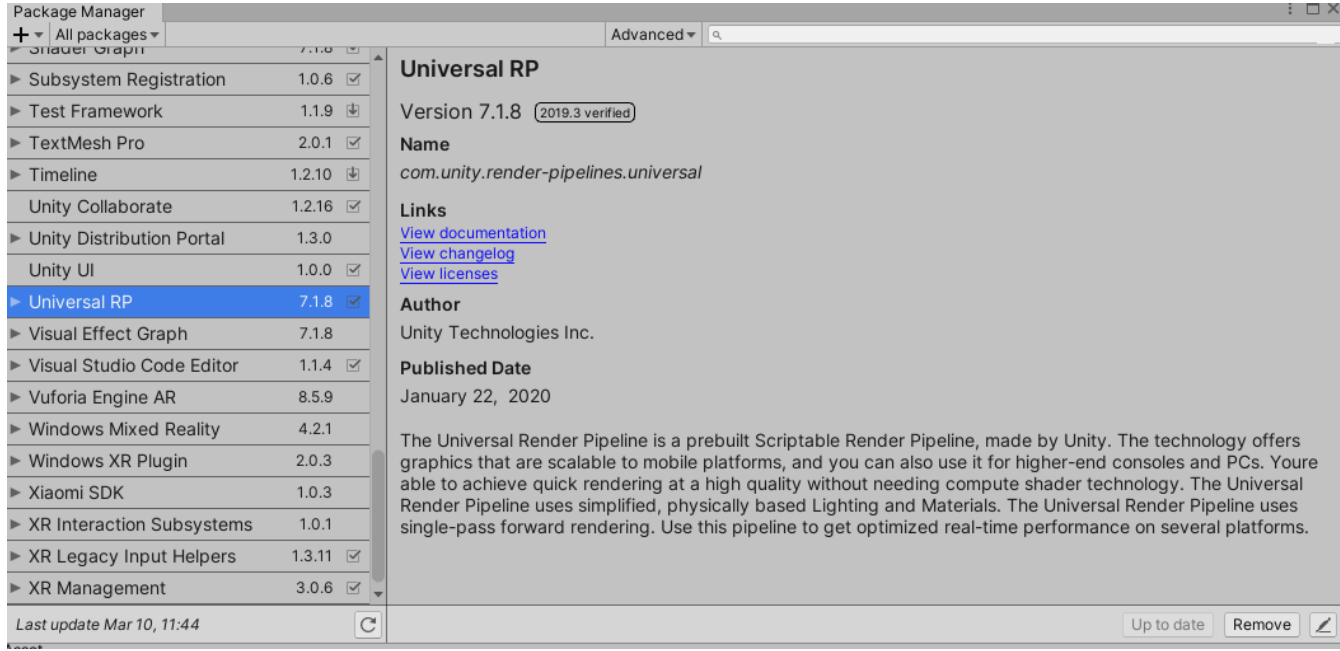 Package Manager
+ All packages Advanced
Shader Graph 7.1.8
Subsystem Registration 1.0.6
Test Framework 1.1.9
TextMesh Pro 2.0.1
Timeline 1.2.10
Unity Collaborate 1.2.16
Unity Distribution Portal 1.3.0
Unity UI 1.0.0
Universal RP 7.1.8
Visual Effect Graph 7.1.8
Visual Studio Code Editor 1.1.4
Vuforia Engine AR 8.5.9
Windows Mixed Reality 4.2.1
Windows XR Plugin 2.0.3
Xiaomi SDK 1.0.3
XR Interaction Subsystems 1.0.1
XR Legacy Input Helpers 1.3.11
XR Management 3.0.6
Last update Mar 10, 11:44
Universal RP
Version 7.1.8 2019.3 verified
Name
com.unity.render-pipelines.universal
Links
View documentation
View changelog
View licenses
Author
Unity Technologies Inc.
Published Date
January 22, 2020
The Universal Render Pipeline is a prebuilt Scriptable Render Pipeline, made by Unity. The technology offers
graphics that are scalable to mobile platforms, and you can also use it for higher-end consoles and PCs. Youre
able to achieve quick rendering at a high quality without needing compute shader technology. The Universal
Render Pipeline uses simplified, physically based Lighting and Materials. The Universal Render Pipeline uses
single-pass forward rendering. Use this pipeline to get optimized real-time performance on several platforms.
Up to date Remove